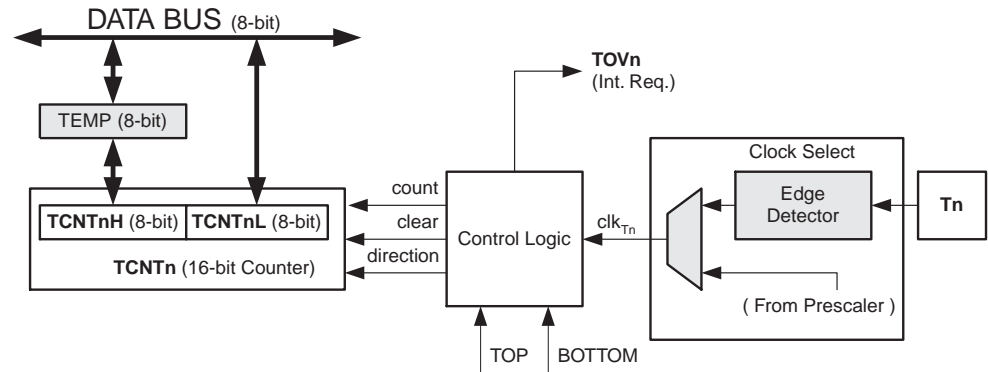 DATA BUS (8-bit)
TEMP (8-bit)
TCNTnH (8-bit)
TCNTnL (8-bit)
TCNTn (16-bit Counter)
count
clear
direction
Control Logic
TOVn
(Int. Req.)
TOP
BOTTOM
clkTn
Clock Select
Edge
Detector
( From Prescaler )
Tn